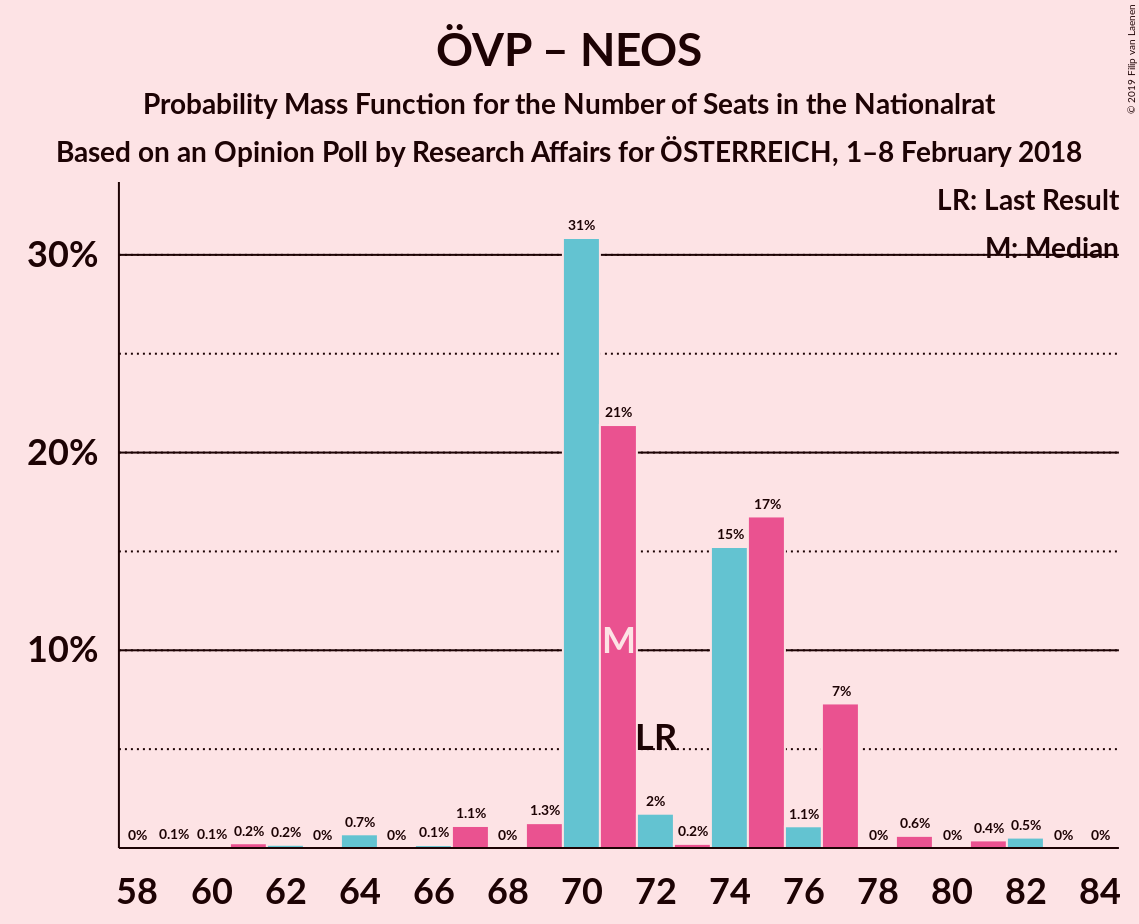 ÖVP – NEOS
Probability Mass Function for the Number of Seats in the Nationalrat
Based on an Opinion Poll by Research Affairs for ÖSTERREICH, 1–8 February 2018
© 2019 Filip van Laenen
LR: Last Result
M: Median
30%
20%
10%
0% 0.1% 0.1% 0.2% 0.2% 0% 0.7% 0% 0.1% 1.1% 0% 1.3% 31% 21% 2% 0.2% 15% 17% 1.1% 7% 0% 0.6% 0% 0.4% 0.5% 0% 0%
M
LR
58 60 62 64 66 68 70 72 74 76 78 80 82 84